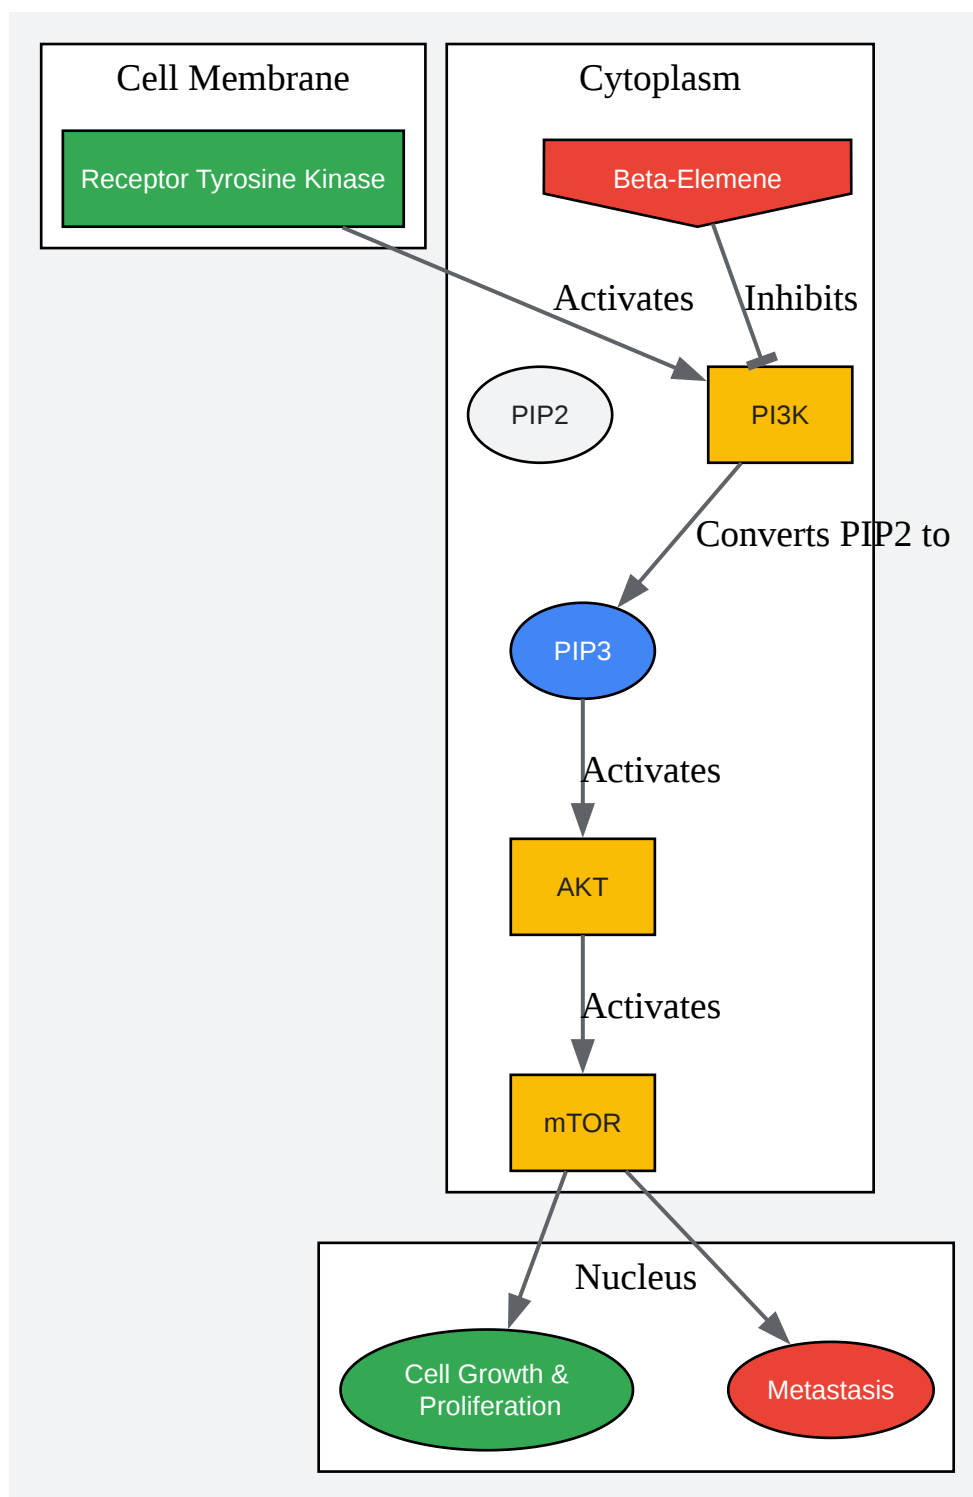 Cell Membrane
Receptor Tyrosine Kinase
Cytoplasm
Beta-Elemene
Activates
Inhibits
PIP2
PI3K
Converts PIP2 to
PIP3
Activates
AKT
Activates
mTOR
Nucleus
Cell Growth &
Proliferation
Metastasis